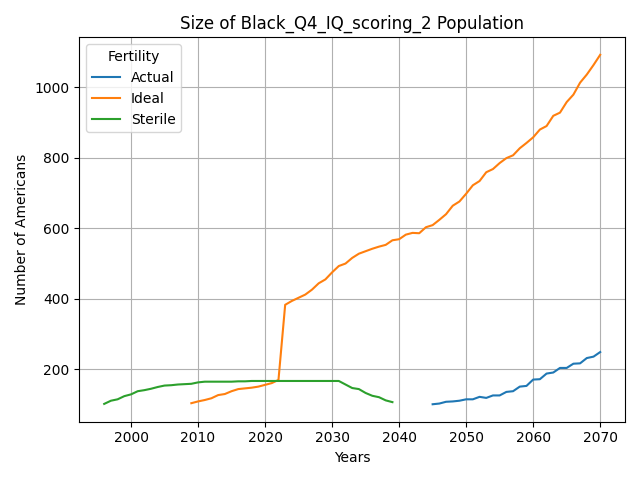 Size of Black_Q4_IQ_scoring_2 Population
Fertility
Actual
Ideal
Sterile
Number of Americans
1000
800
600
400
200
2000
2010
2020
2030
2040
2050
2060
2070
Years